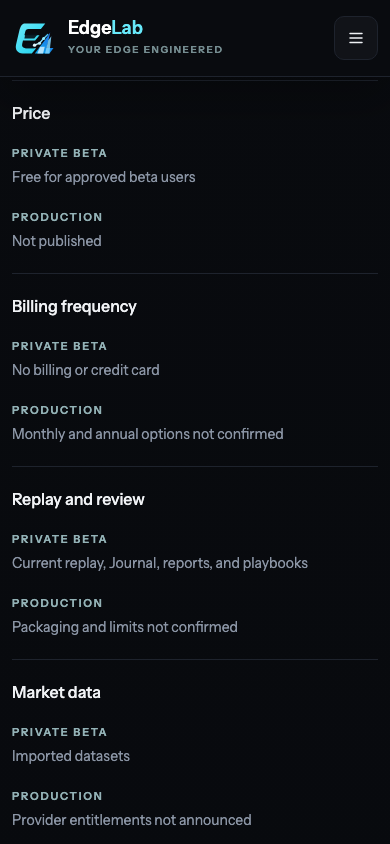 EdgeLab
YOUR EDGE ENGINEERED
Price
PRIVATE BETA
Free for approved beta users
PRODUCTION
Not published
Billing frequency
PRIVATE BETA
No billing or credit card
PRODUCTION
Monthly and annual options not confirmed
Replay and review
PRIVATE BETA
Current replay, Journal, reports, and playbooks
PRODUCTION
Packaging and limits not confirmed
Market data
PRIVATE BETA
Imported datasets
PRODUCTION
Provider entitlements not announced